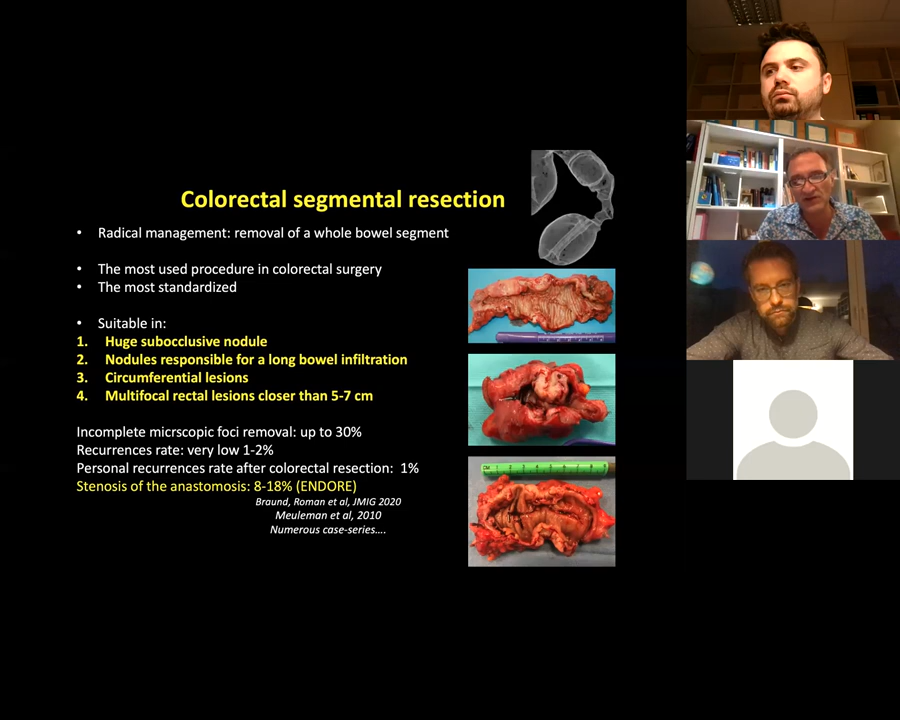 Colorectal segmental resection
• Radical management: removal of a whole bowel segment
• The most used procedure in colorectal surgery
• The most standardized
• Suitable in:
1. Huge subocclusive nodule
2. Nodules responsible for a long bowel infiltration
3. Circumferential lesions
4. Multifocal rectal lesions closer than 5-7 cm
Incomplete micrscopic foci removal: up to 30%
Recurrences rate: very low 1-2%
Personal recurrences rate after colorectal resection: 1%
Stenosis of the anastomosis: 8-18% (ENDORE)
Braund, Roman et al, JMIG 2020
Meuleman et al, 2010
Numerous case-series....